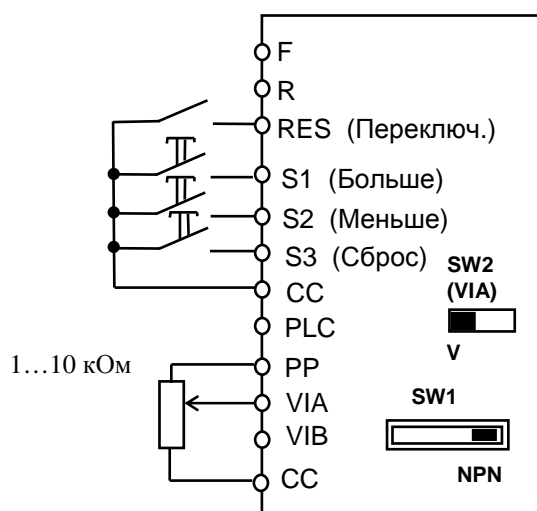 F
R
RES (Переключ.)
S1 (Больше)
S2 (Меньше)
S3 (Сброс)
SW2
(VIA)
CC
PLC
V
1…10 кОм
PP
VIA
SW1
VIB
CC
NPN